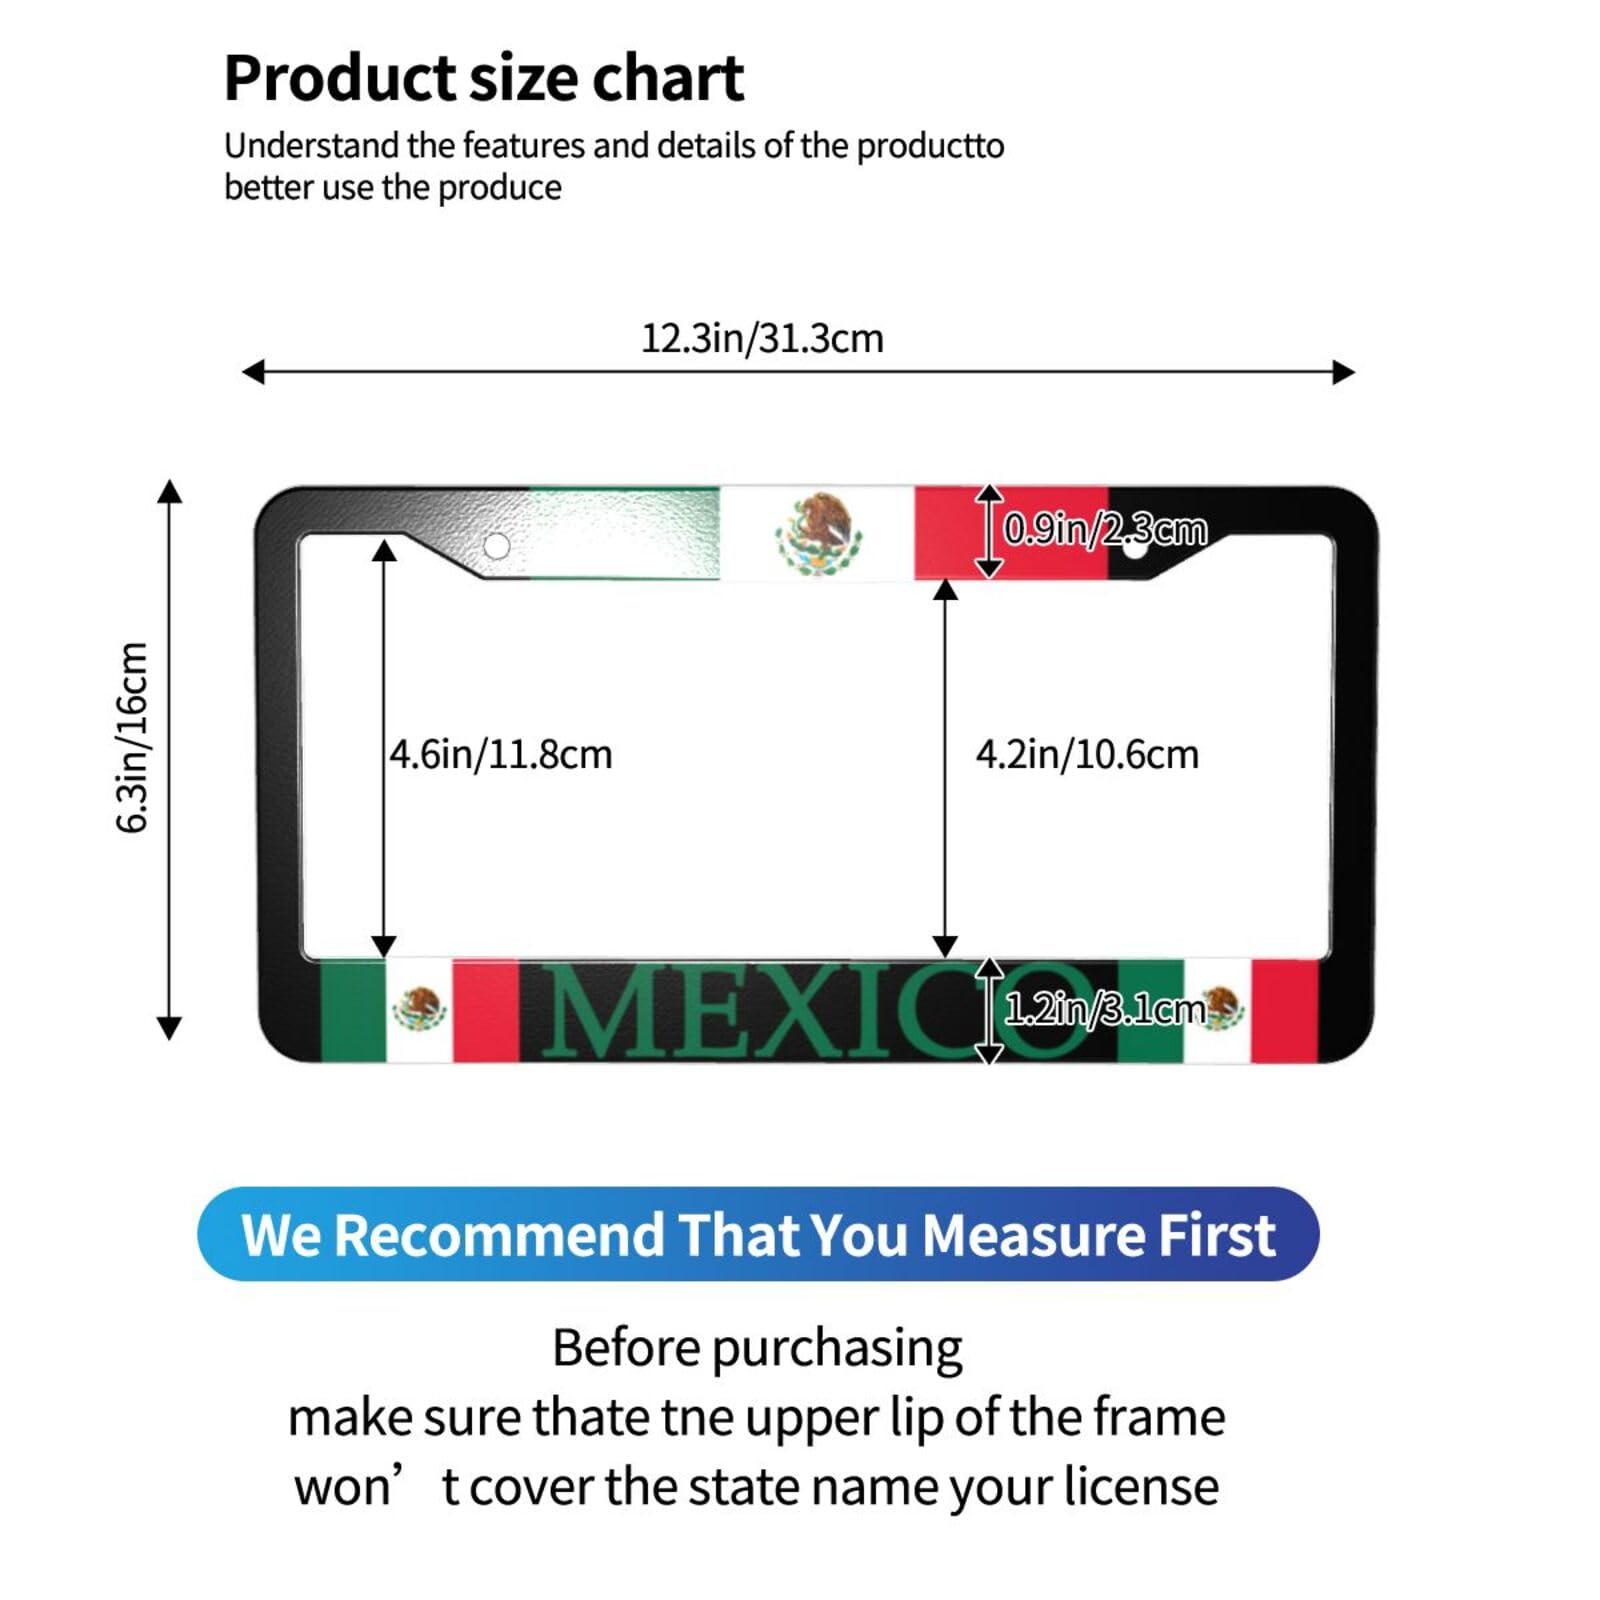 Product size chart
Understand the features and details of the productto
better use the produce
12.3in/31.3cm
0.9in/2.3cm
6.3in/16cm
4.6in/11.8cm
4.2in/10.6cm
MEXICO
1.2in/3.1cm
We Recommend That You Measure First
Before purchasing
make sure thate tne upper lip of the frame
won’ t cover the state name your license